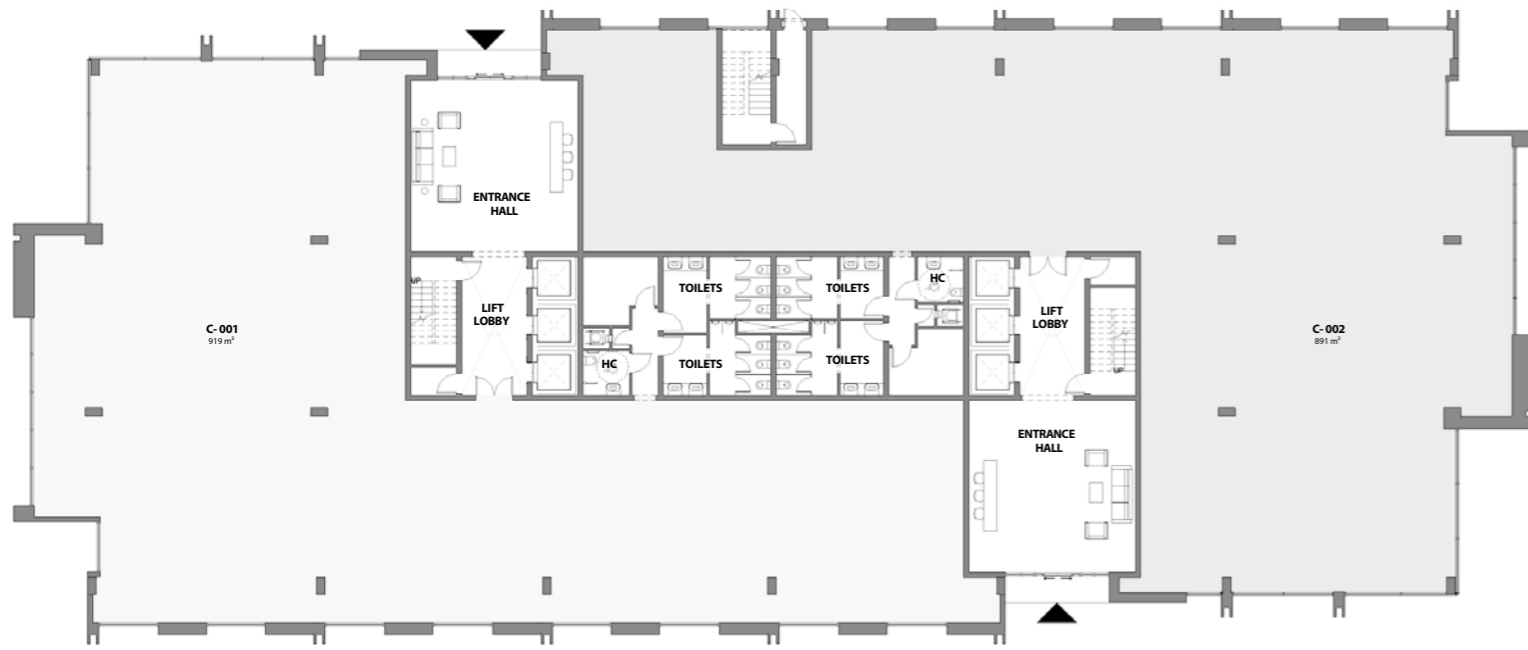 ENTRANCE
HALL
UP
LIFT
LOBBY
TOILETS
TOILETS
HC
LIFT
LOBBY
C- 001
919 m²
C- 002
891 m²
HC
TOILETS
TOILETS
UP
ENTRANCE
HALL